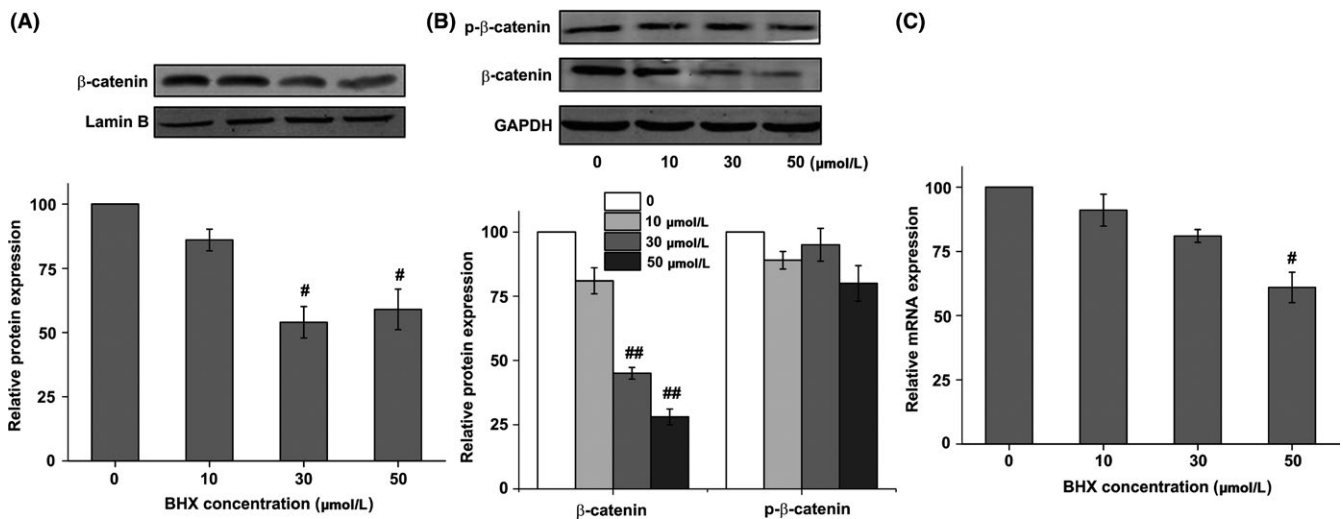 (A)
β-catenin
Lamin B
Relative protein expression
100
75
50
25
0
#
#
0 10 30 50
BHX concentration (µmol/L)
(B)
p-β-catenin
β-catenin
GAPDH
0 10 30 50 (µmol/L)
0
10 µmol/L
30 µmol/L
50 µmol/L
Relative protein expression
100
75
50
25
0
##
##
β-catenin p-β-catenin
(C)
Relative mRNA expression
100
75
50
25
0
#
0 10 30 50
BHX concentration (µmol/L)